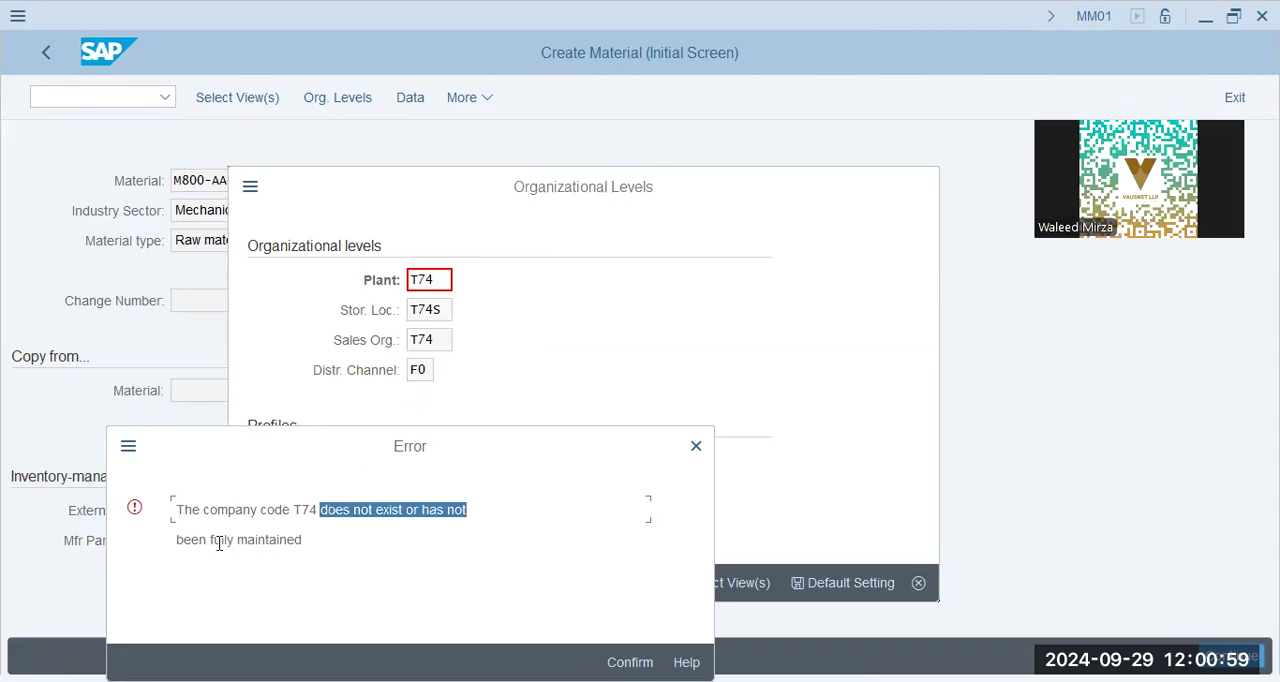 MM01
SAP
Create Material (Initial Screen)
Select View(s)
Org. Levels
Data
More
Exit
Material:
M800-AA
Industry Sector:
Mechanic
Material type:
Raw mate
Change Number:
Copy from...
Material:
Inventory-mana
Extern
Mfr Par
Organizational Levels
Organizational levels
Plant:
T74
Stor. Loc.:
T74S
Sales Org.:
T74
Distr. Channel:
F0
Profiles
ct View(s)
Default Setting
Error
The company code T74 does not exist or has not
been fully maintained
Confirm
Help
VAUSNET LLP
Waleed Mirza
2024-09-29 12:00:59